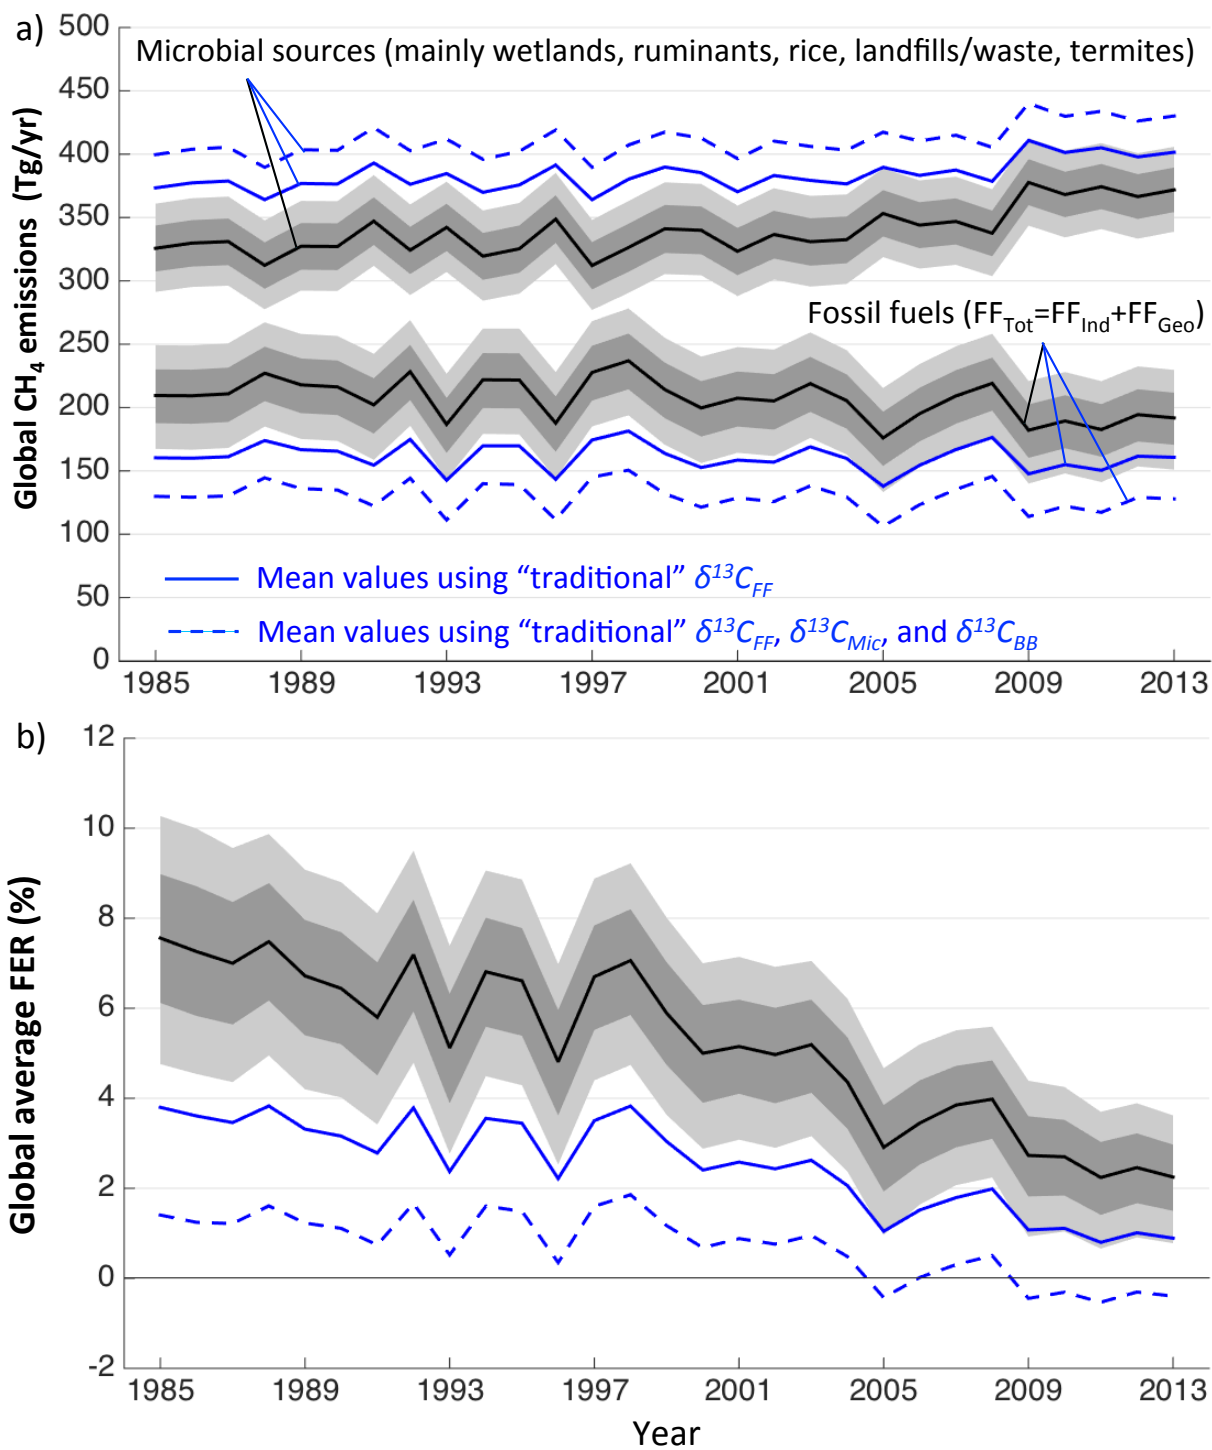 a)
Global CH4 emissions (Tg/yr)
500
450
400
350
300
250
200
150
100
50
0
Microbial sources (mainly wetlands, ruminants, rice, landfills/waste, termites)
Fossil fuels (FFTot=FFInd+FFGeo)
Mean values using “traditional” δ13CFF
Mean values using “traditional” δ13CFF, δ13CMic, and δ13CBB
1985 1989 1993 1997 2001 2005 2009 2013
b)
Global average FER (%)
12
10
8
6
4
2
0
-2
1985 1989 1993 1997 2001 2005 2009 2013
Year